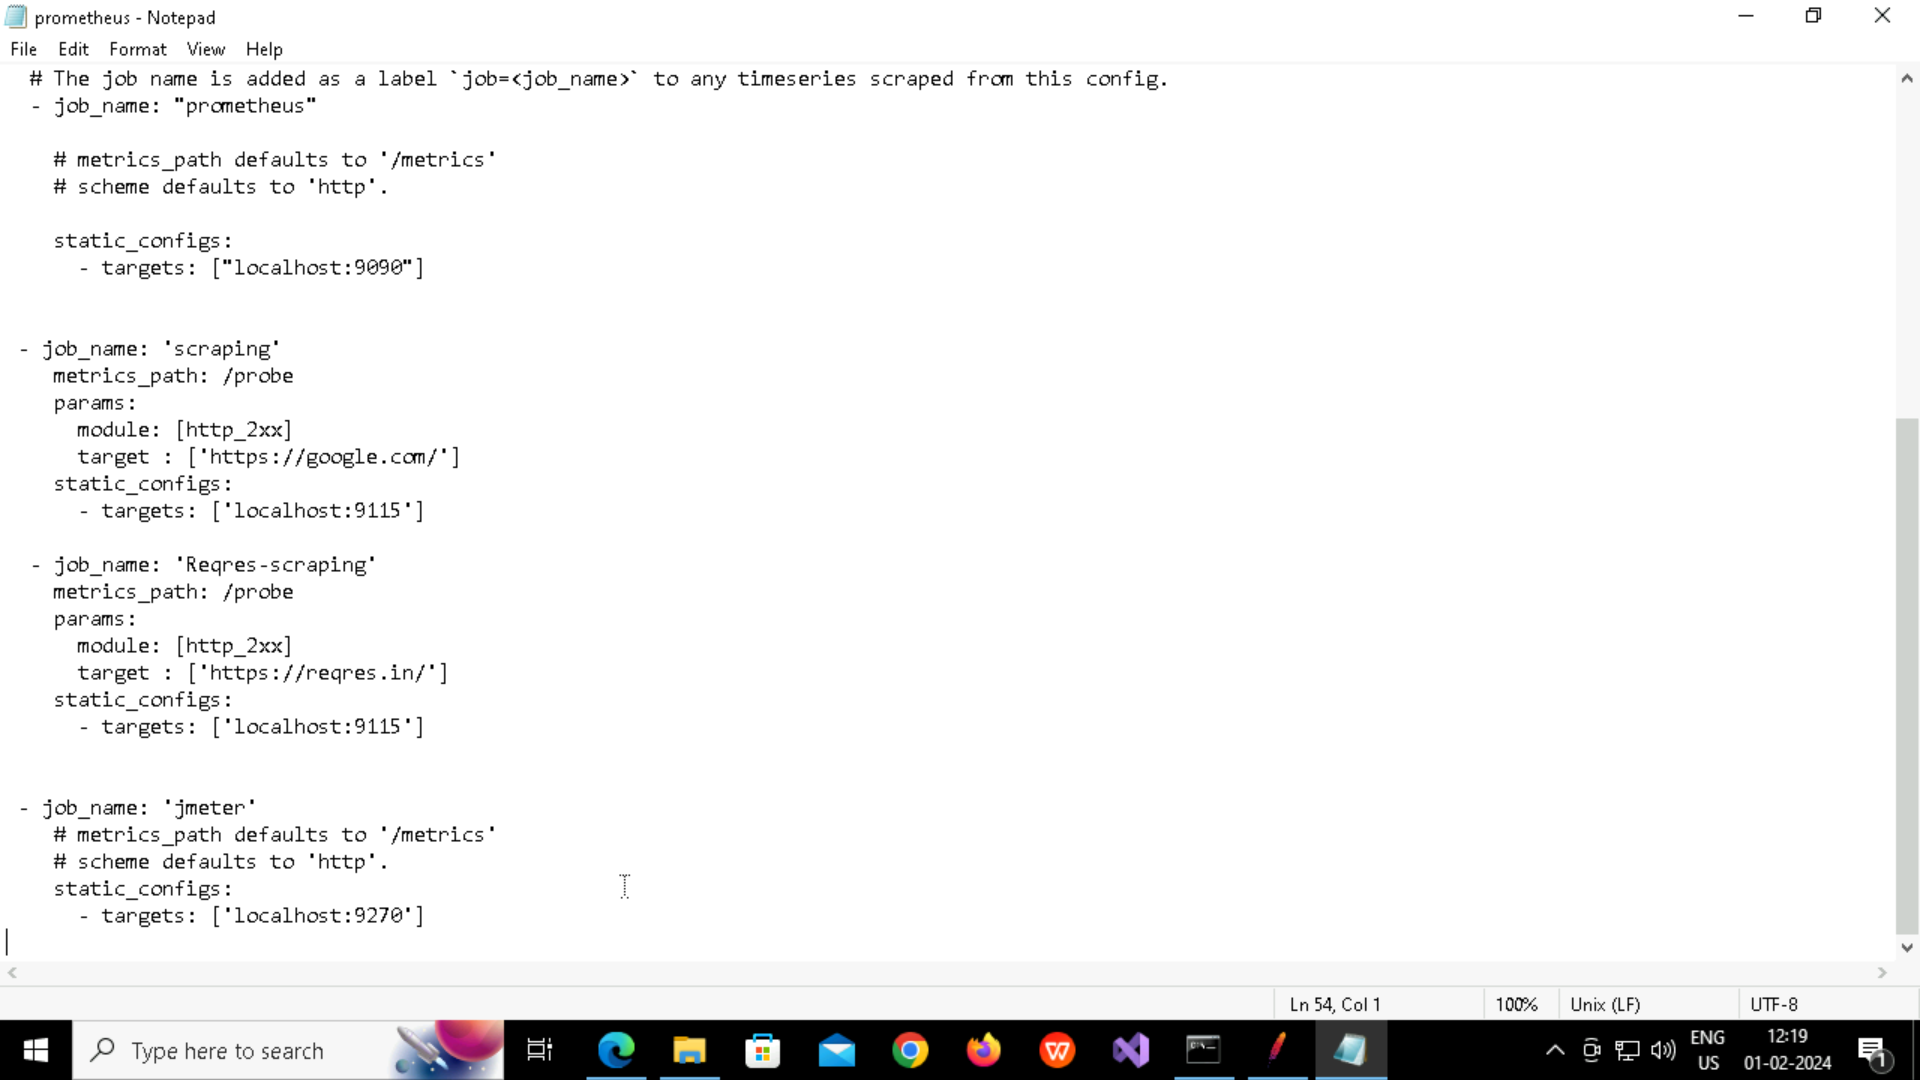 prometheus - Notepad
File Edit Format View Help
# The job name is added as a label `job=<job_name>` to any timeseries scraped from this config.
- job_name: "prometheus"
# metrics_path defaults to '/metrics'
# scheme defaults to 'http'.
static_configs:
- targets: ["localhost:9090"]
- job_name: 'scraping'
metrics_path: /probe
params:
module: [http_2xx]
target : ['https://google.com/']
static_configs:
- targets: ['localhost:9115']
- job_name: 'Reqres-scraping'
metrics_path: /probe
params:
module: [http_2xx]
target : ['https://reqres.in/']
static_configs:
- targets: ['localhost:9115']
- job_name: 'jmeter'
# metrics_path defaults to '/metrics'
# scheme defaults to 'http'.
static_configs:
- targets: ['localhost:9270']
Ln 54, Col 1 100% Unix (LF) UTF-8
Type here to search
ENG 12:19
US 01-02-2024 1